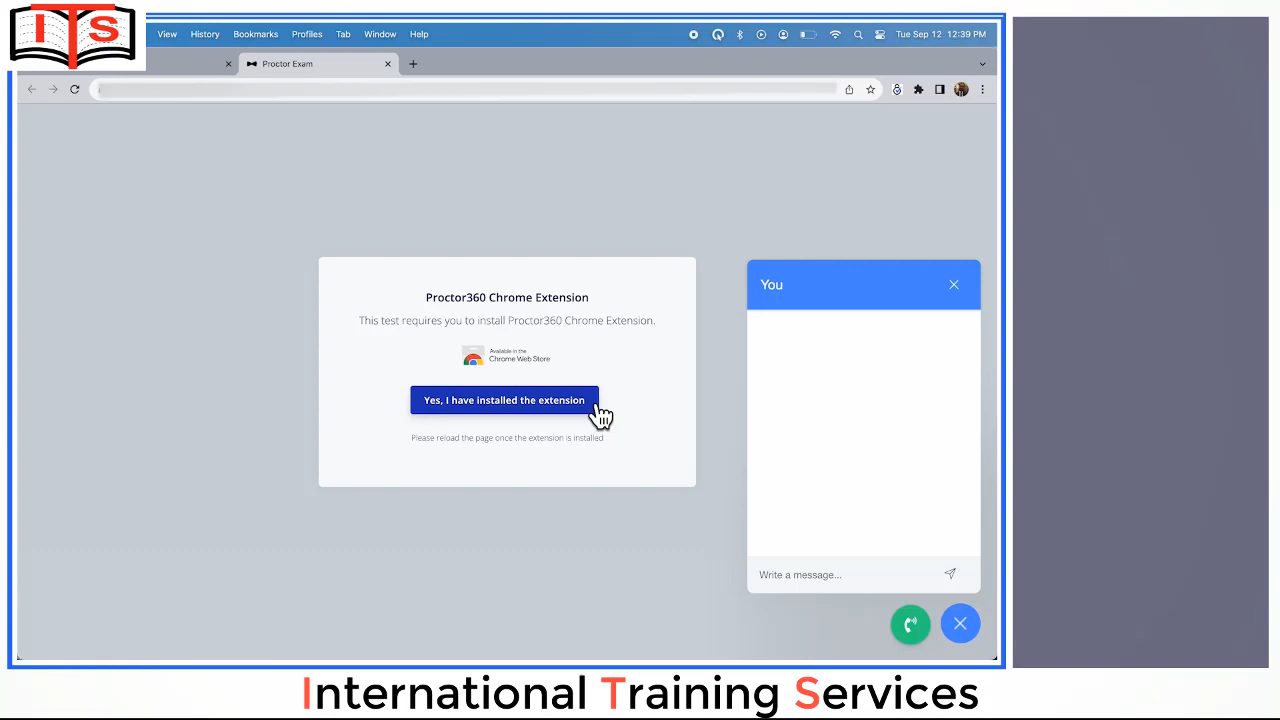 ITS
View History Bookmarks Profiles Tab Window Help Tue Sep 12 12:39 PM
Proctor Exam
Proctor360 Chrome Extension
This test requires you to install Proctor360 Chrome Extension.
Available in the
Chrome Web Store
Yes, I have installed the extension
Please reload the page once the extension is installed
You
Write a message...
International Training Services